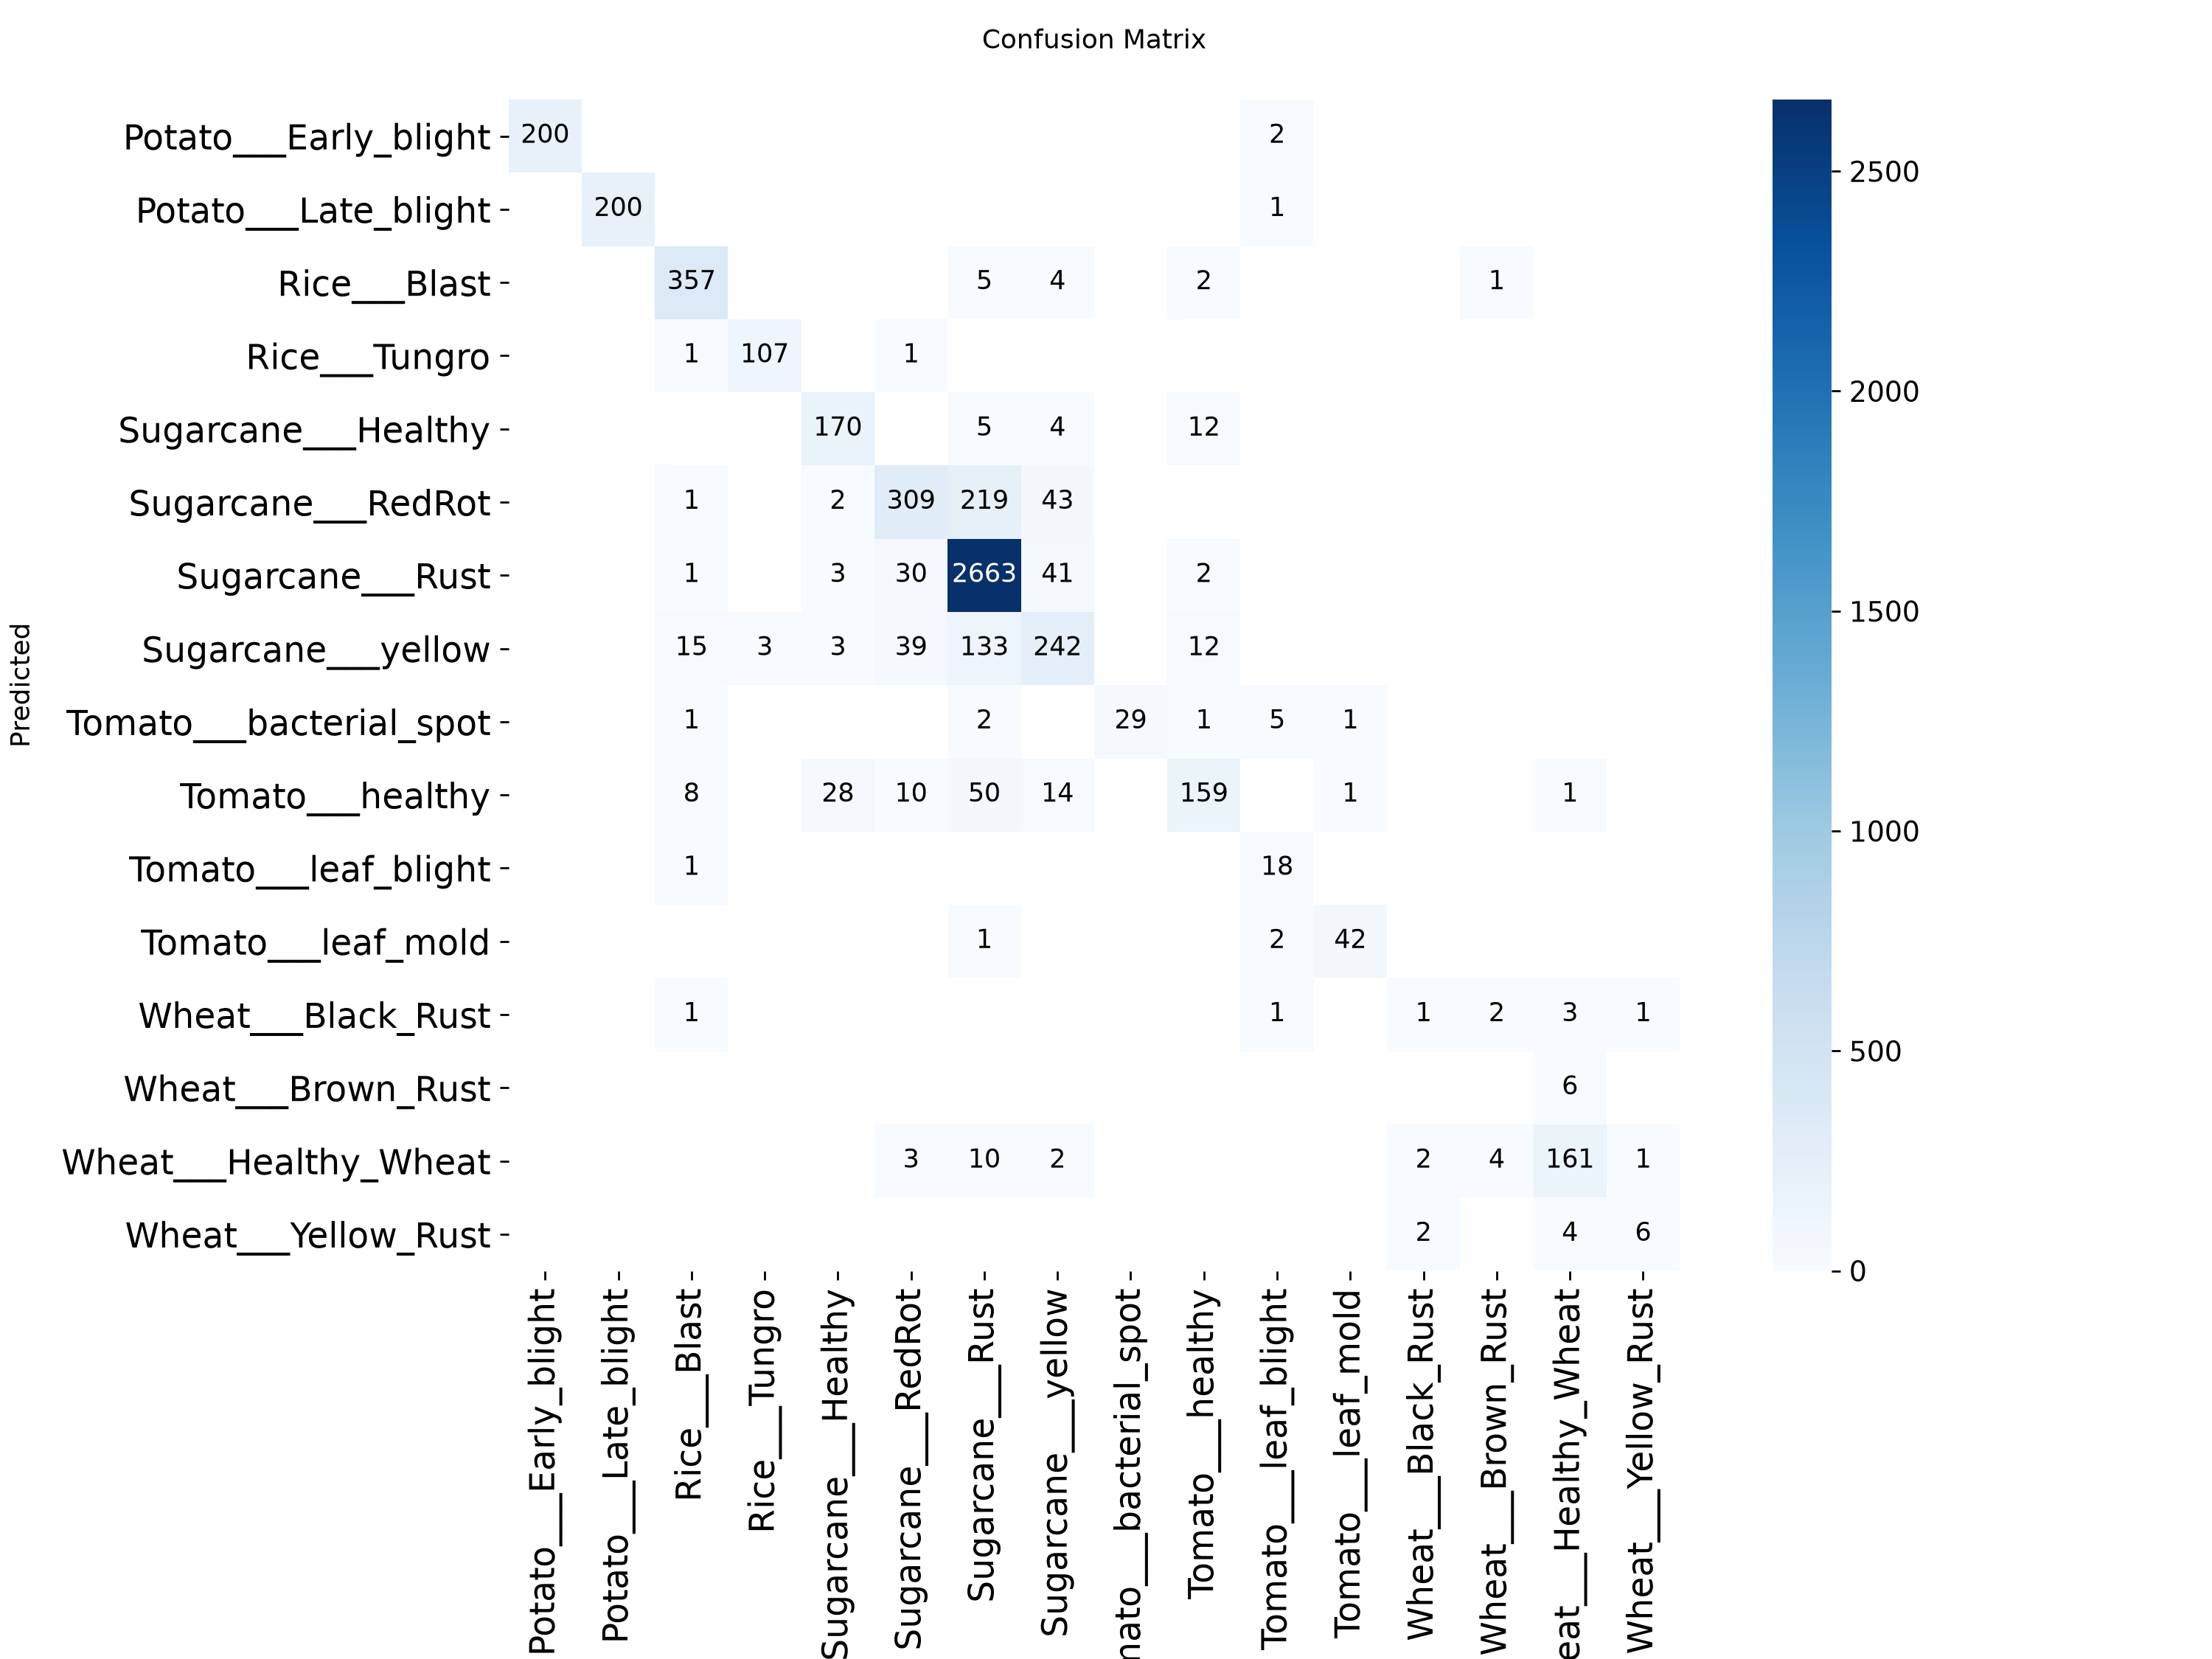 Confusion Matrix
Predicted
Potato___Early_blight 200 2
Potato___Late_blight 200 1
Rice___Blast 357 5 4 2 1
Rice___Tungro 1 107 1
Sugarcane___Healthy 170 5 4 12
Sugarcane___RedRot 1 2 309 219 43
Sugarcane___Rust 1 3 30 2663 41 2
Sugarcane___yellow 15 3 3 39 133 242 12
Tomato___bacterial_spot 1 2 29 1 5 1
Tomato___healthy 8 28 10 50 14 159 1 1
Tomato___leaf_blight 1 18
Tomato___leaf_mold 1 2 42
Wheat___Black_Rust 1 1 1 2 3 1
Wheat___Brown_Rust 6
Wheat___Healthy_Wheat 3 10 2 2 4 161 1
Wheat___Yellow_Rust 2 4 6
Potato___Early_blight
Potato___Late_blight
Rice___Blast
Rice___Tungro
Sugarcane___Healthy
Sugarcane___RedRot
Sugarcane___Rust
Sugarcane___yellow
mato___bacterial_spot
Tomato___healthy
Tomato___leaf_blight
Tomato___leaf_mold
Wheat___Black_Rust
Wheat___Brown_Rust
eat___Healthy_Wheat
Wheat___Yellow_Rust
2500
2000
1500
1000
500
0